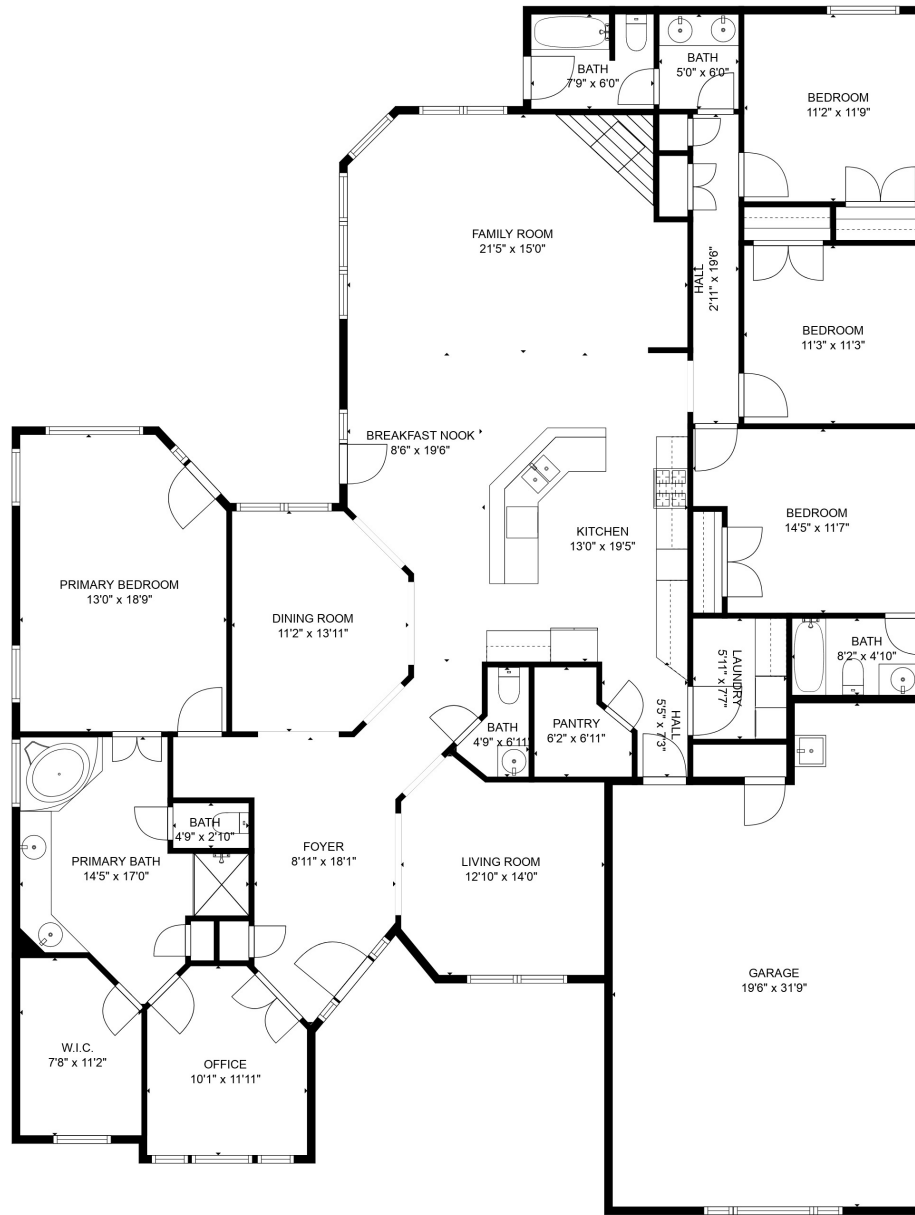 BATH
7'9" x 6'0"
BATH
5'0" x 6'0"
BEDROOM
11'2" x 11'9"
FAMILY ROOM
21'5" x 15'0"
HALL
2'11" x 19'6"
BEDROOM
11'3" x 11'3"
BREAKFAST NOOK
8'6" x 19'6"
KITCHEN
13'0" x 19'5"
BEDROOM
14'5" x 11'7"
PRIMARY BEDROOM
13'0" x 18'9"
DINING ROOM
11'2" x 13'11"
LAUNDRY
5'11" x 7'7"
BATH
8'2" x 4'10"
BATH
4'9" x 6'11"
PANTRY
6'2" x 6'11"
HALL
5'5" x 7'3"
BATH
4'9" x 2'10"
PRIMARY BATH
14'5" x 17'0"
FOYER
8'11" x 18'1"
LIVING ROOM
12'10" x 14'0"
GARAGE
19'6" x 31'9"
W.I.C.
7'8" x 11'2"
OFFICE
10'1" x 11'11"